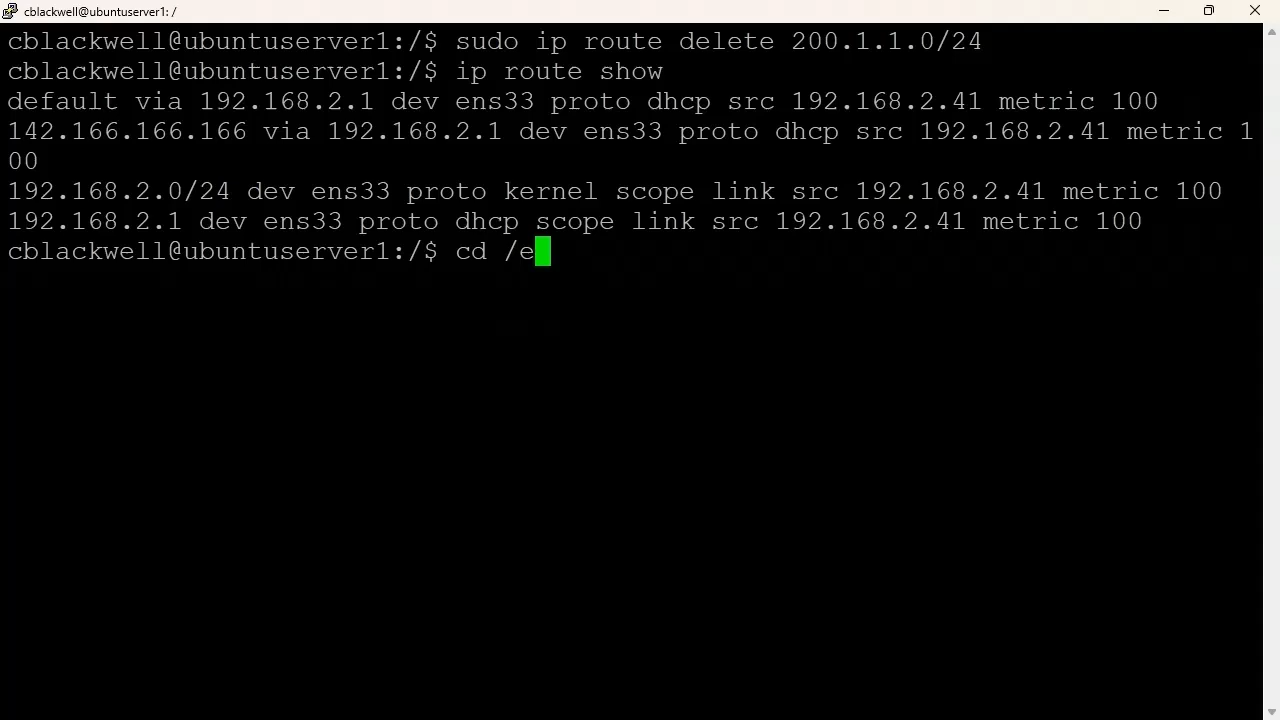 cblackwell@ubuntuserver1: /
cblackwell@ubuntuserver1:/$ sudo ip route delete 200.1.1.0/24
cblackwell@ubuntuserver1:/$ ip route show
default via 192.168.2.1 dev ens33 proto dhcp src 192.168.2.41 metric 100
142.166.166.166 via 192.168.2.1 dev ens33 proto dhcp src 192.168.2.41 metric 1
00
192.168.2.0/24 dev ens33 proto kernel scope link src 192.168.2.41 metric 100
192.168.2.1 dev ens33 proto dhcp scope link src 192.168.2.41 metric 100
cblackwell@ubuntuserver1:/$ cd /e